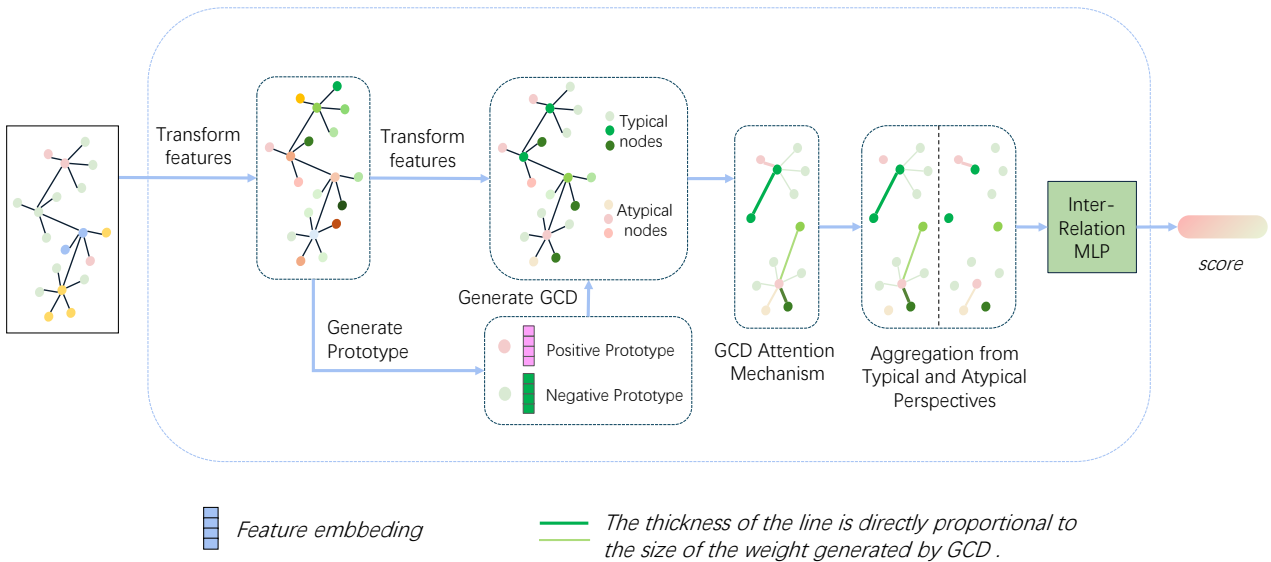 Transform
features
Transform
features
Typical
nodes
Atypical
nodes
Generate GCD
Generate
Prototype
Positive Prototype
Negative Prototype
GCD Attention
Mechanism
Aggregation from
Typical and Atypical
Perspectives
Inter-
Relation
MLP
score
Feature embbeding
The thickness of the line is directly proportional to
the size of the weight generated by GCD .